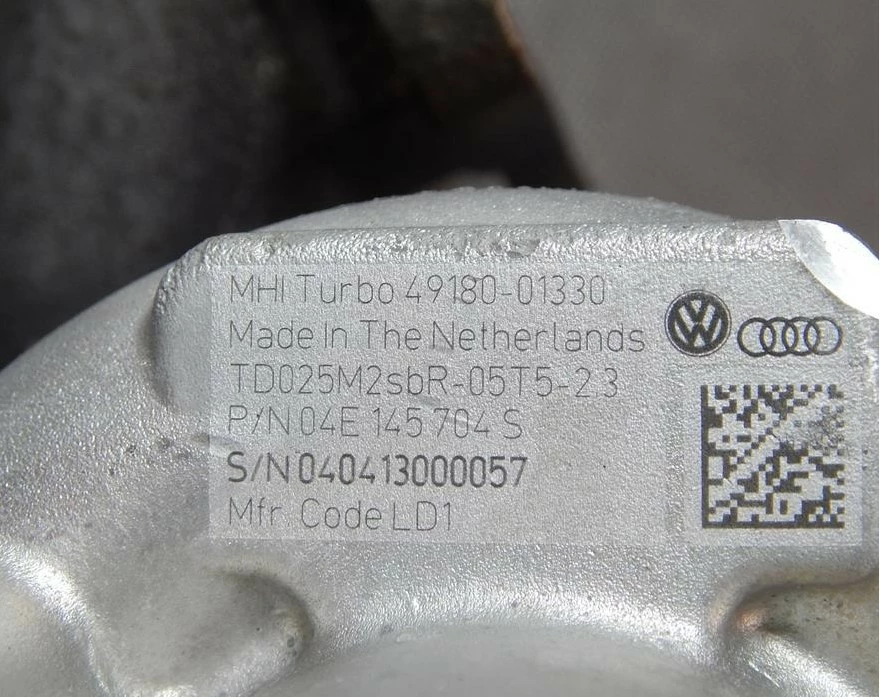 MHI Turbo 49180-01330
Made In The Netherlands
TD025M2sbR-05T5-2.3
P/N 04E 145 704 S
S/N 040413000057
Mfr. Code LD1